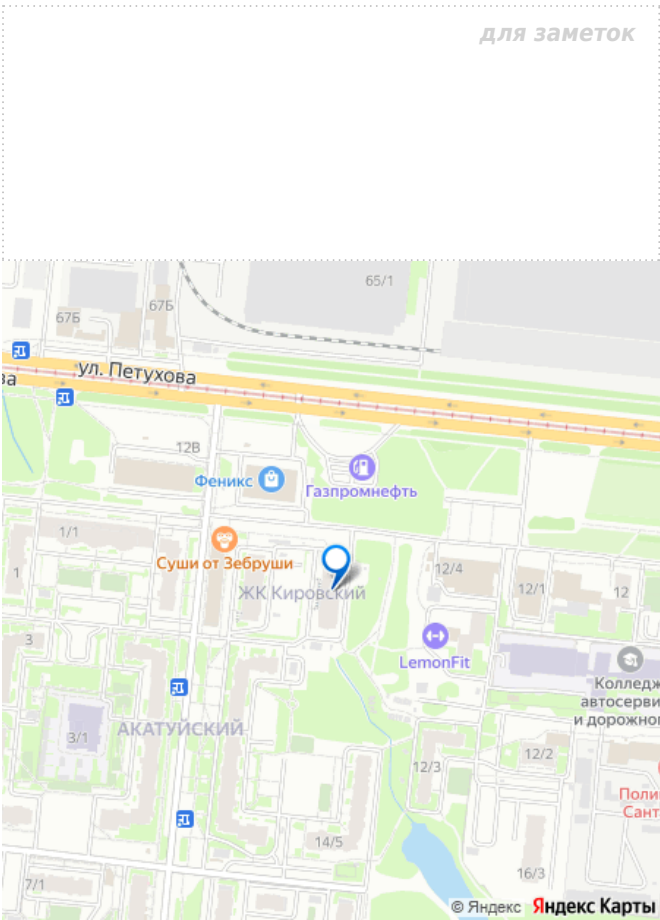 для заметок
65/1
67Б
67Б
ул. Петухова
ва
12В
Феникс
Газпромнефть
1/1
Суши от Зебруши
12/4
1
ЖК Кировский
12/1
12
3
LemonFit
Колледж
автосерви
и дорожног
3/1
АКАТУЙСКИЙ
12/2
12/3
Поли
Санта
14/5
16/3
7/1
© Яндекс Яндекс Карты